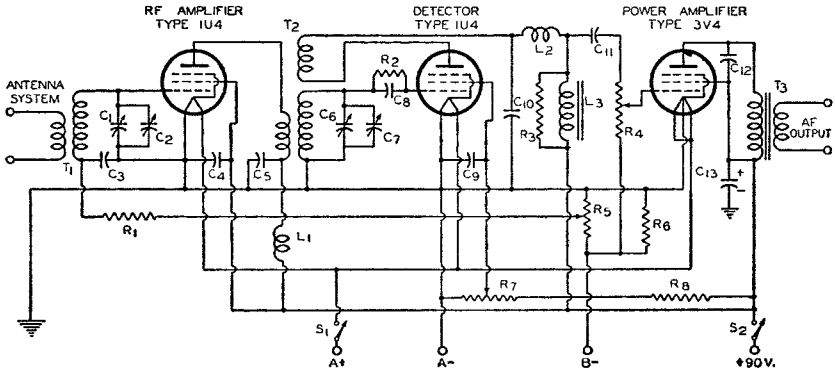 RF AMPLIFIER
TYPE 1U4
DETECTOR
TYPE 1U4
POWER AMPLIFIER
TYPE 3V4
T2
L2
C11
C12
R2
C8
ANTENNA
SYSTEM
C1
C2
C6
C7
C10
R3
L3
R4
T3
AF
OUTPUT
T1
C3
C4
C5
C9
C13
+
−
R1
R5
R6
L1
R7
R8
S1
S2
A+
A−
B−
+90V.